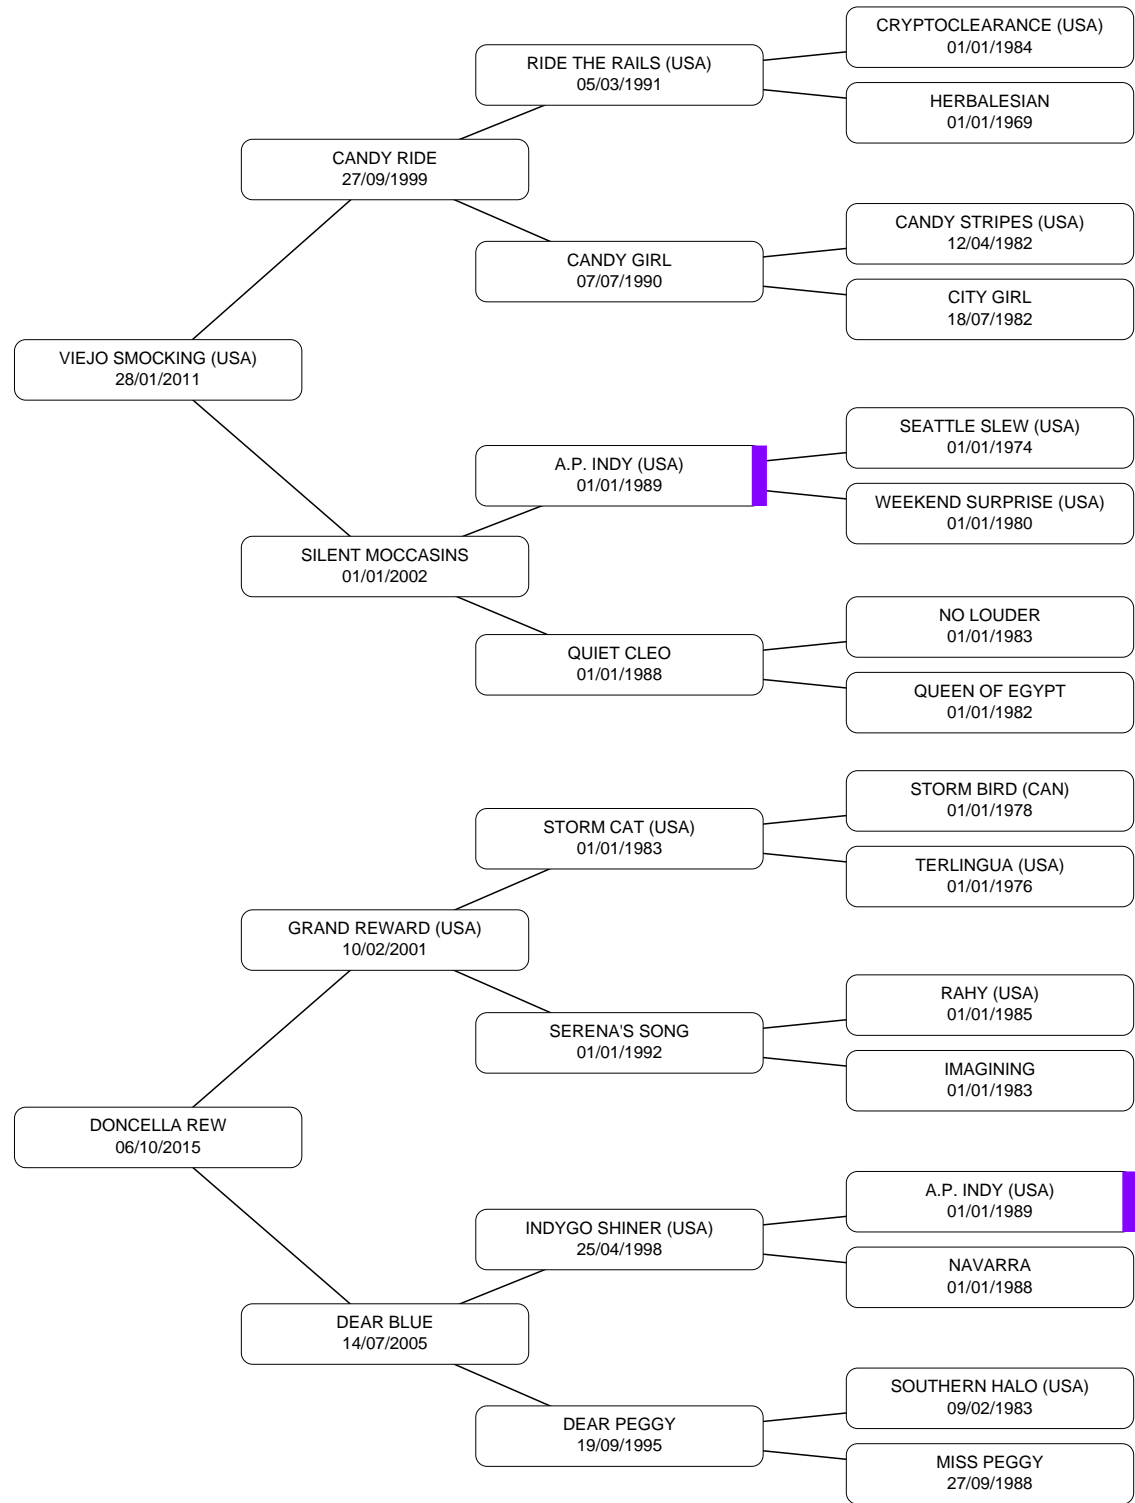 CRYPTOCLEARANCE (USA)
01/01/1984
RIDE THE RAILS (USA)
05/03/1991
HERBALESIAN
01/01/1969
CANDY RIDE
27/09/1999
CANDY STRIPES (USA)
12/04/1982
CANDY GIRL
07/07/1990
CITY GIRL
18/07/1982
VIEJO SMOCKING (USA)
28/01/2011
SEATTLE SLEW (USA)
01/01/1974
A.P. INDY (USA)
01/01/1989
WEEKEND SURPRISE (USA)
01/01/1980
SILENT MOCCASINS
01/01/2002
NO LOUDER
01/01/1983
QUIET CLEO
01/01/1988
QUEEN OF EGYPT
01/01/1982
STORM BIRD (CAN)
01/01/1978
STORM CAT (USA)
01/01/1983
TERLINGUA (USA)
01/01/1976
GRAND REWARD (USA)
10/02/2001
RAHY (USA)
01/01/1985
SERENA'S SONG
01/01/1992
IMAGINING
01/01/1983
DONCELLA REW
06/10/2015
A.P. INDY (USA)
01/01/1989
INDYGO SHINER (USA)
25/04/1998
NAVARRA
01/01/1988
DEAR BLUE
14/07/2005
SOUTHERN HALO (USA)
09/02/1983
DEAR PEGGY
19/09/1995
MISS PEGGY
27/09/1988